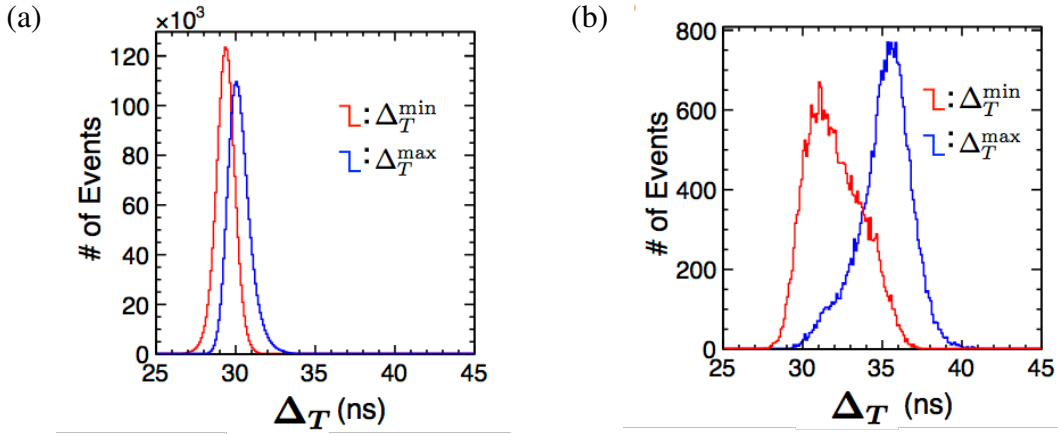 (a)
×10³
# of Events
120
100
80
60
40
20
0
: Δ_T^min
: Δ_T^max
25 30 35 40 45
Δ_T (ns)
(b)
# of Events
800
600
400
200
0
: Δ_T^min
: Δ_T^max
25 30 35 40 45
Δ_T (ns)